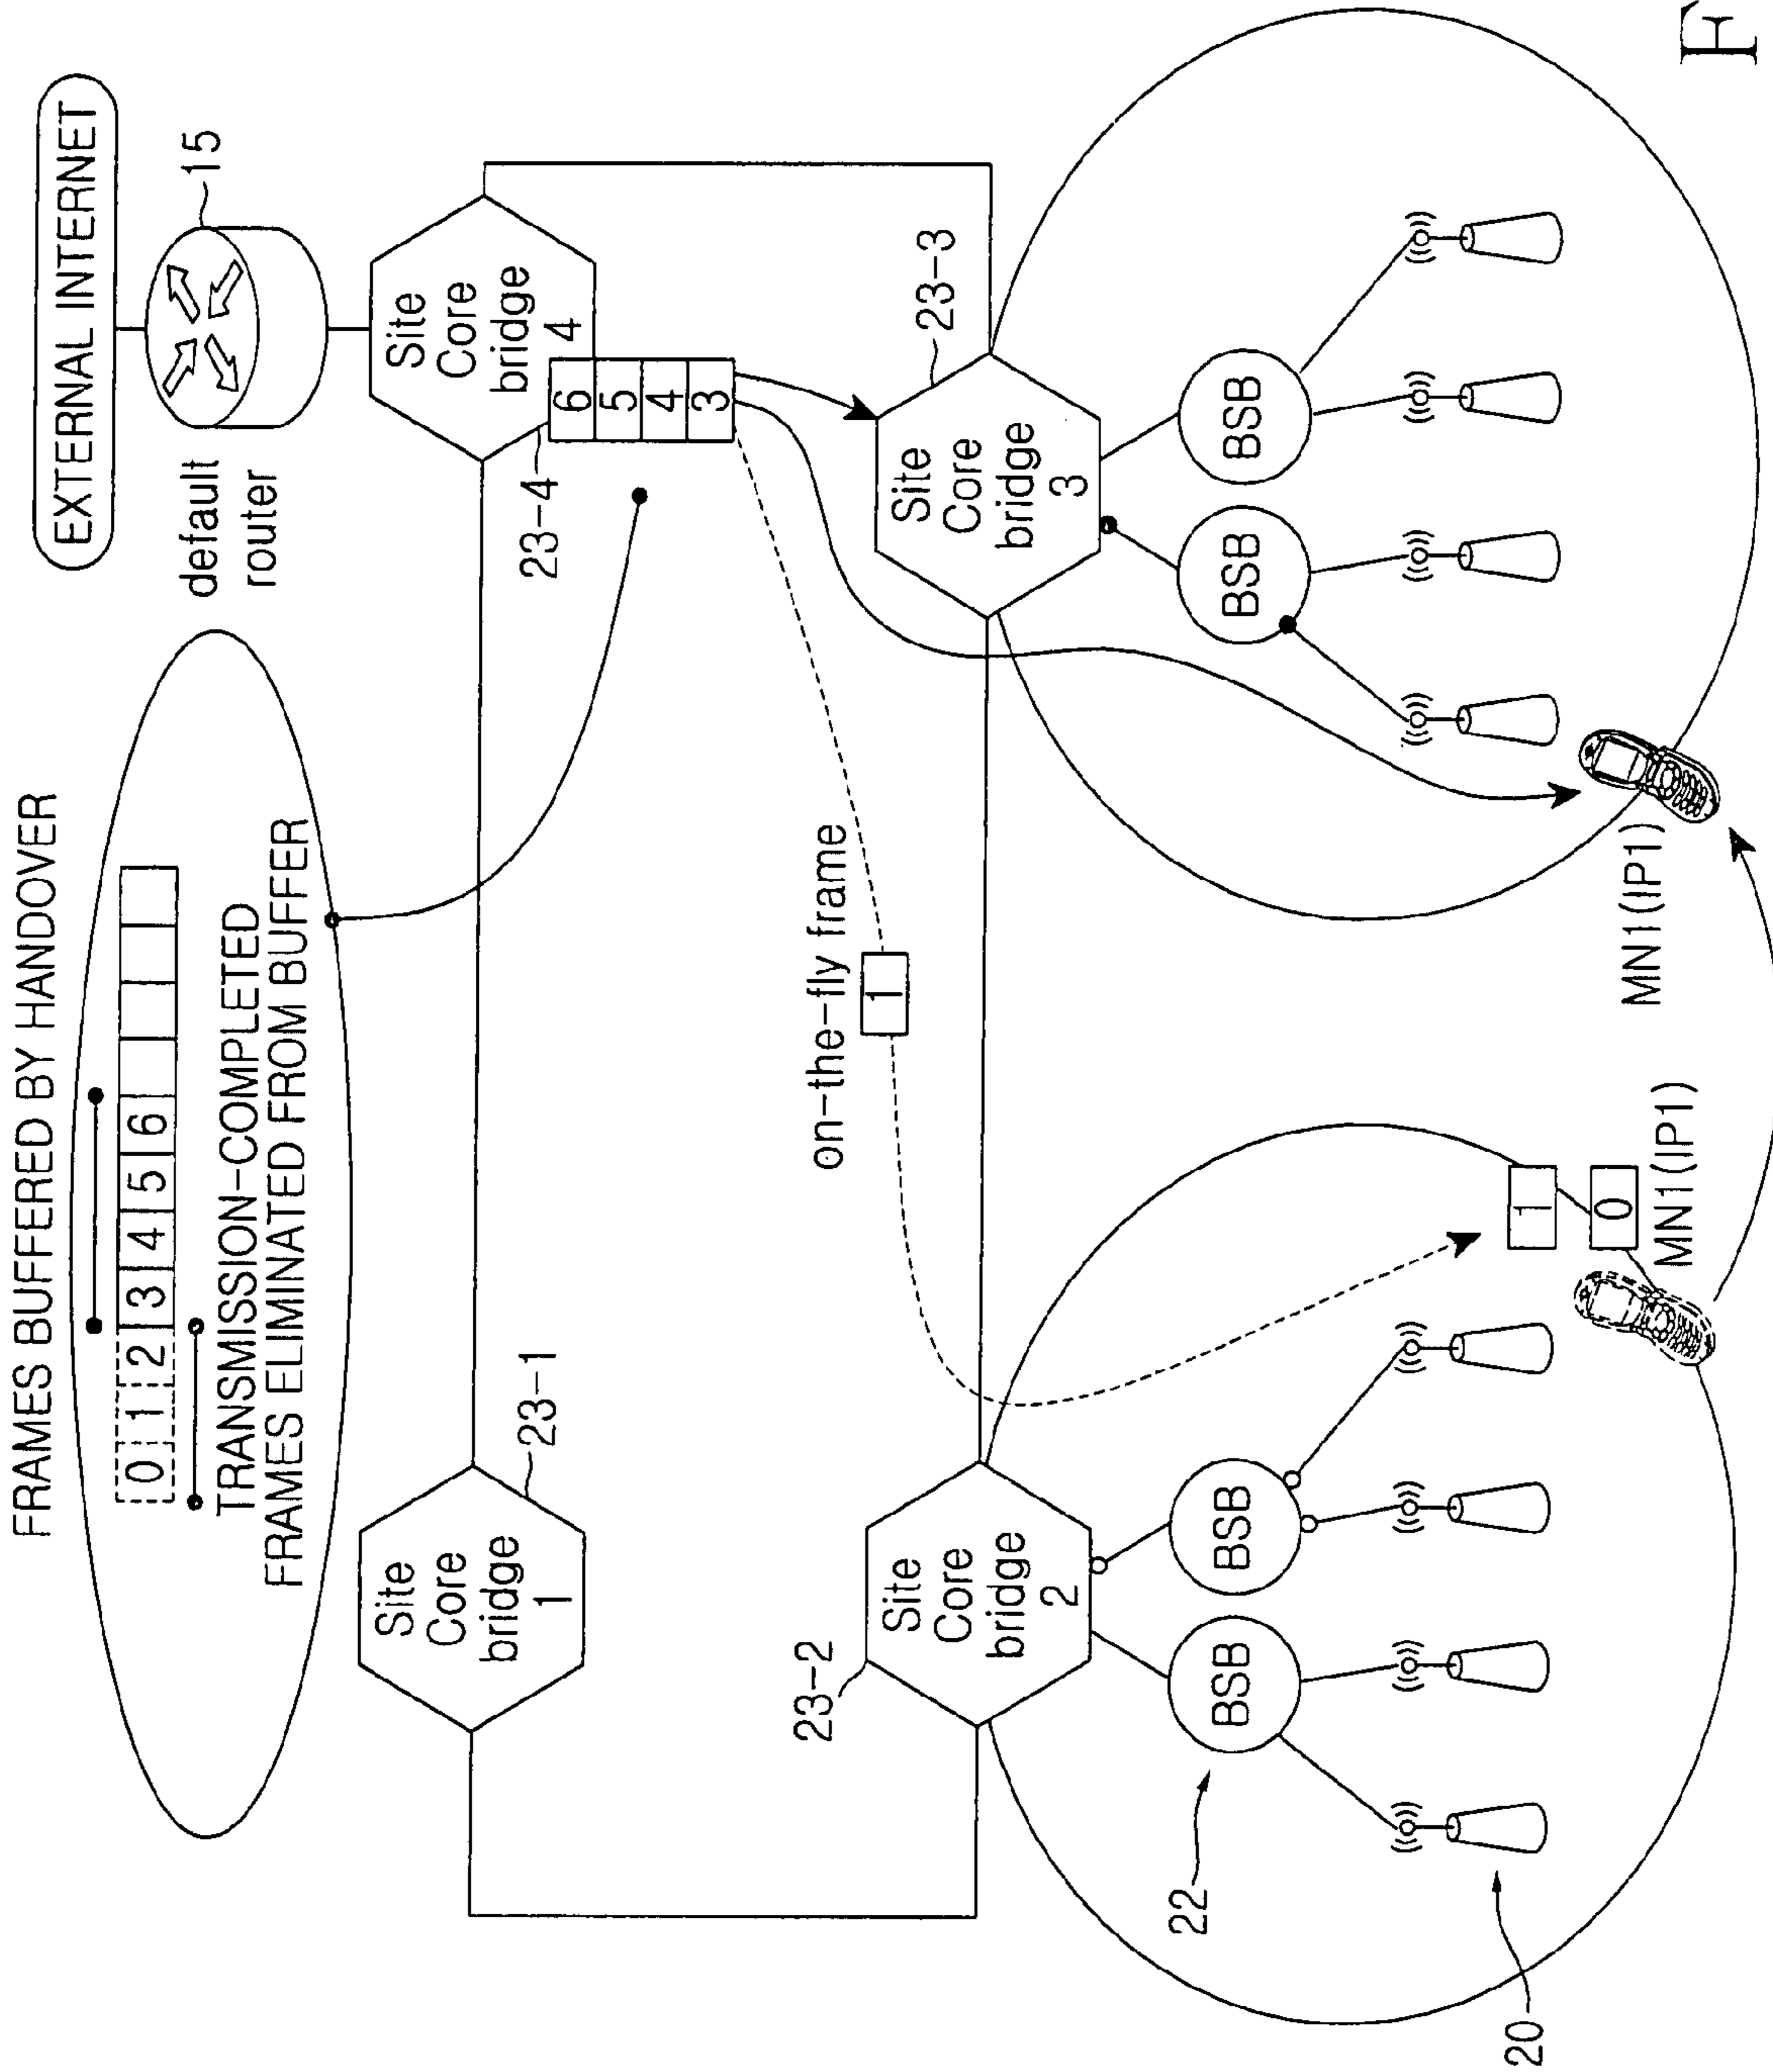 FRAMES BUFFERED BY HANDOVER
0 1 2 3 4 5 6
TRANSMISSION-COMPLETED
FRAMES ELIMINATED FROM BUFFER
EXTERNAL INTERNET
default
router
15
Site
Core
bridge
1
23-1
Site
Core
bridge
4
23-4
6
5
4
3
on-the-fly frame
1
23-2
Site
Core
bridge
2
Site
Core
bridge
3
23-3
22
BSB
BSB
BSB
BSB
20
1
0
MN1(IP1)
MN1(IP1)
F